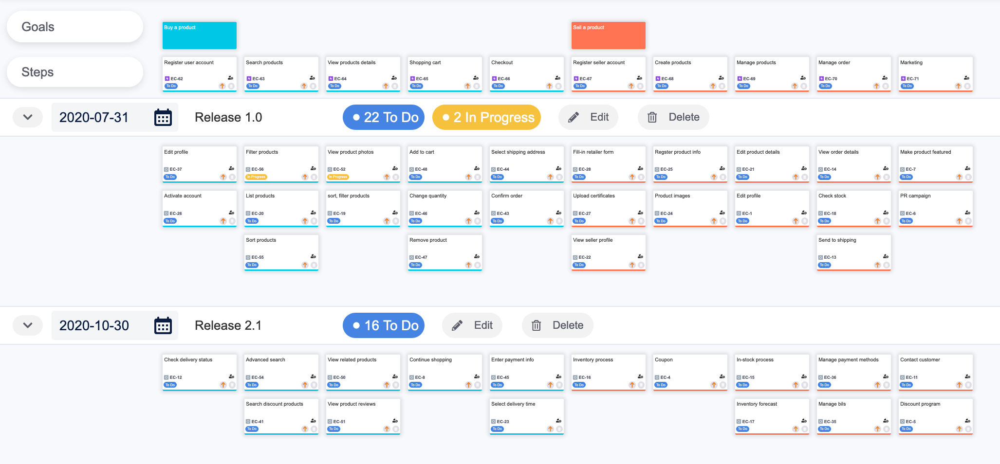 Goals
Buy a product
Sell a product
Steps
Register user account
EC-62
To Do
Search products
EC-63
To Do
View products details
EC-64
To Do
Shopping cart
EC-65
To Do
Checkout
EC-66
To Do
Register seller account
EC-67
To Do
Create products
EC-68
To Do
Manage products
EC-69
To Do
Manage order
EC-70
To Do
Marketing
EC-71
To Do
2020-07-31
Release 1.0
22 To Do
2 In Progress
Edit
Delete
Edit profile
EC-37
To Do
Filter products
EC-56
In Progress
View product photos
EC-52
In Progress
Add to cart
EC-48
To Do
Select shipping address
EC-44
To Do
Fill-in retailer form
EC-28
To Do
Regster product info
EC-25
To Do
Edit product details
EC-21
To Do
View order details
EC-14
To Do
Make product featured
EC-7
To Do
Activate account
EC-26
To Do
List products
EC-20
To Do
sort, filter products
EC-19
To Do
Change quantity
EC-46
To Do
Confirm order
EC-43
To Do
Upload certificates
EC-27
To Do
Product images
EC-24
To Do
Edit profile
EC-1
To Do
Check stock
EC-18
To Do
PR campaign
EC-6
To Do
Sort products
EC-55
To Do
Remove product
EC-47
To Do
View seller profile
EC-22
To Do
Send to shipping
EC-13
To Do
2020-10-30
Release 2.1
16 To Do
Edit
Delete
Check delivery status
EC-12
To Do
Advanced search
EC-54
To Do
View related products
EC-50
To Do
Continue shopping
EC-8
To Do
Enter payment info
EC-45
To Do
Inventory process
EC-16
To Do
Coupon
EC-4
To Do
In-stock process
EC-15
To Do
Manage payment methods
EC-36
To Do
Contact customer
EC-11
To Do
Search discount products
EC-41
To Do
View product reviews
EC-51
To Do
Select delivery time
EC-23
To Do
Inventory forecast
EC-17
To Do
Manage bils
EC-35
To Do
Discount program
EC-5
To Do